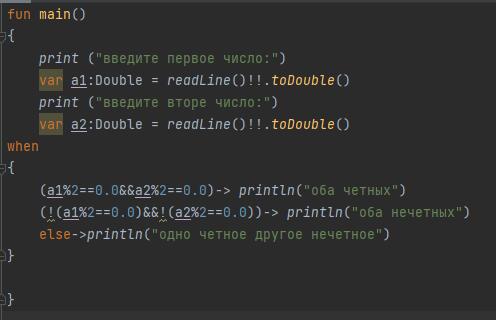 fun main()
{
print ("введите первое число:")
var a1:Double = readLine()!!.toDouble()
print ("введите вторе число:")
var a2:Double = readLine()!!.toDouble()
when
{
(a1%2==0.0&&a2%2==0.0)-> println("оба четных")
(!(a1%2==0.0)&&!(a2%2==0.0))-> println("оба нечетных")
else->println("одно четное другое нечетное")
}
}